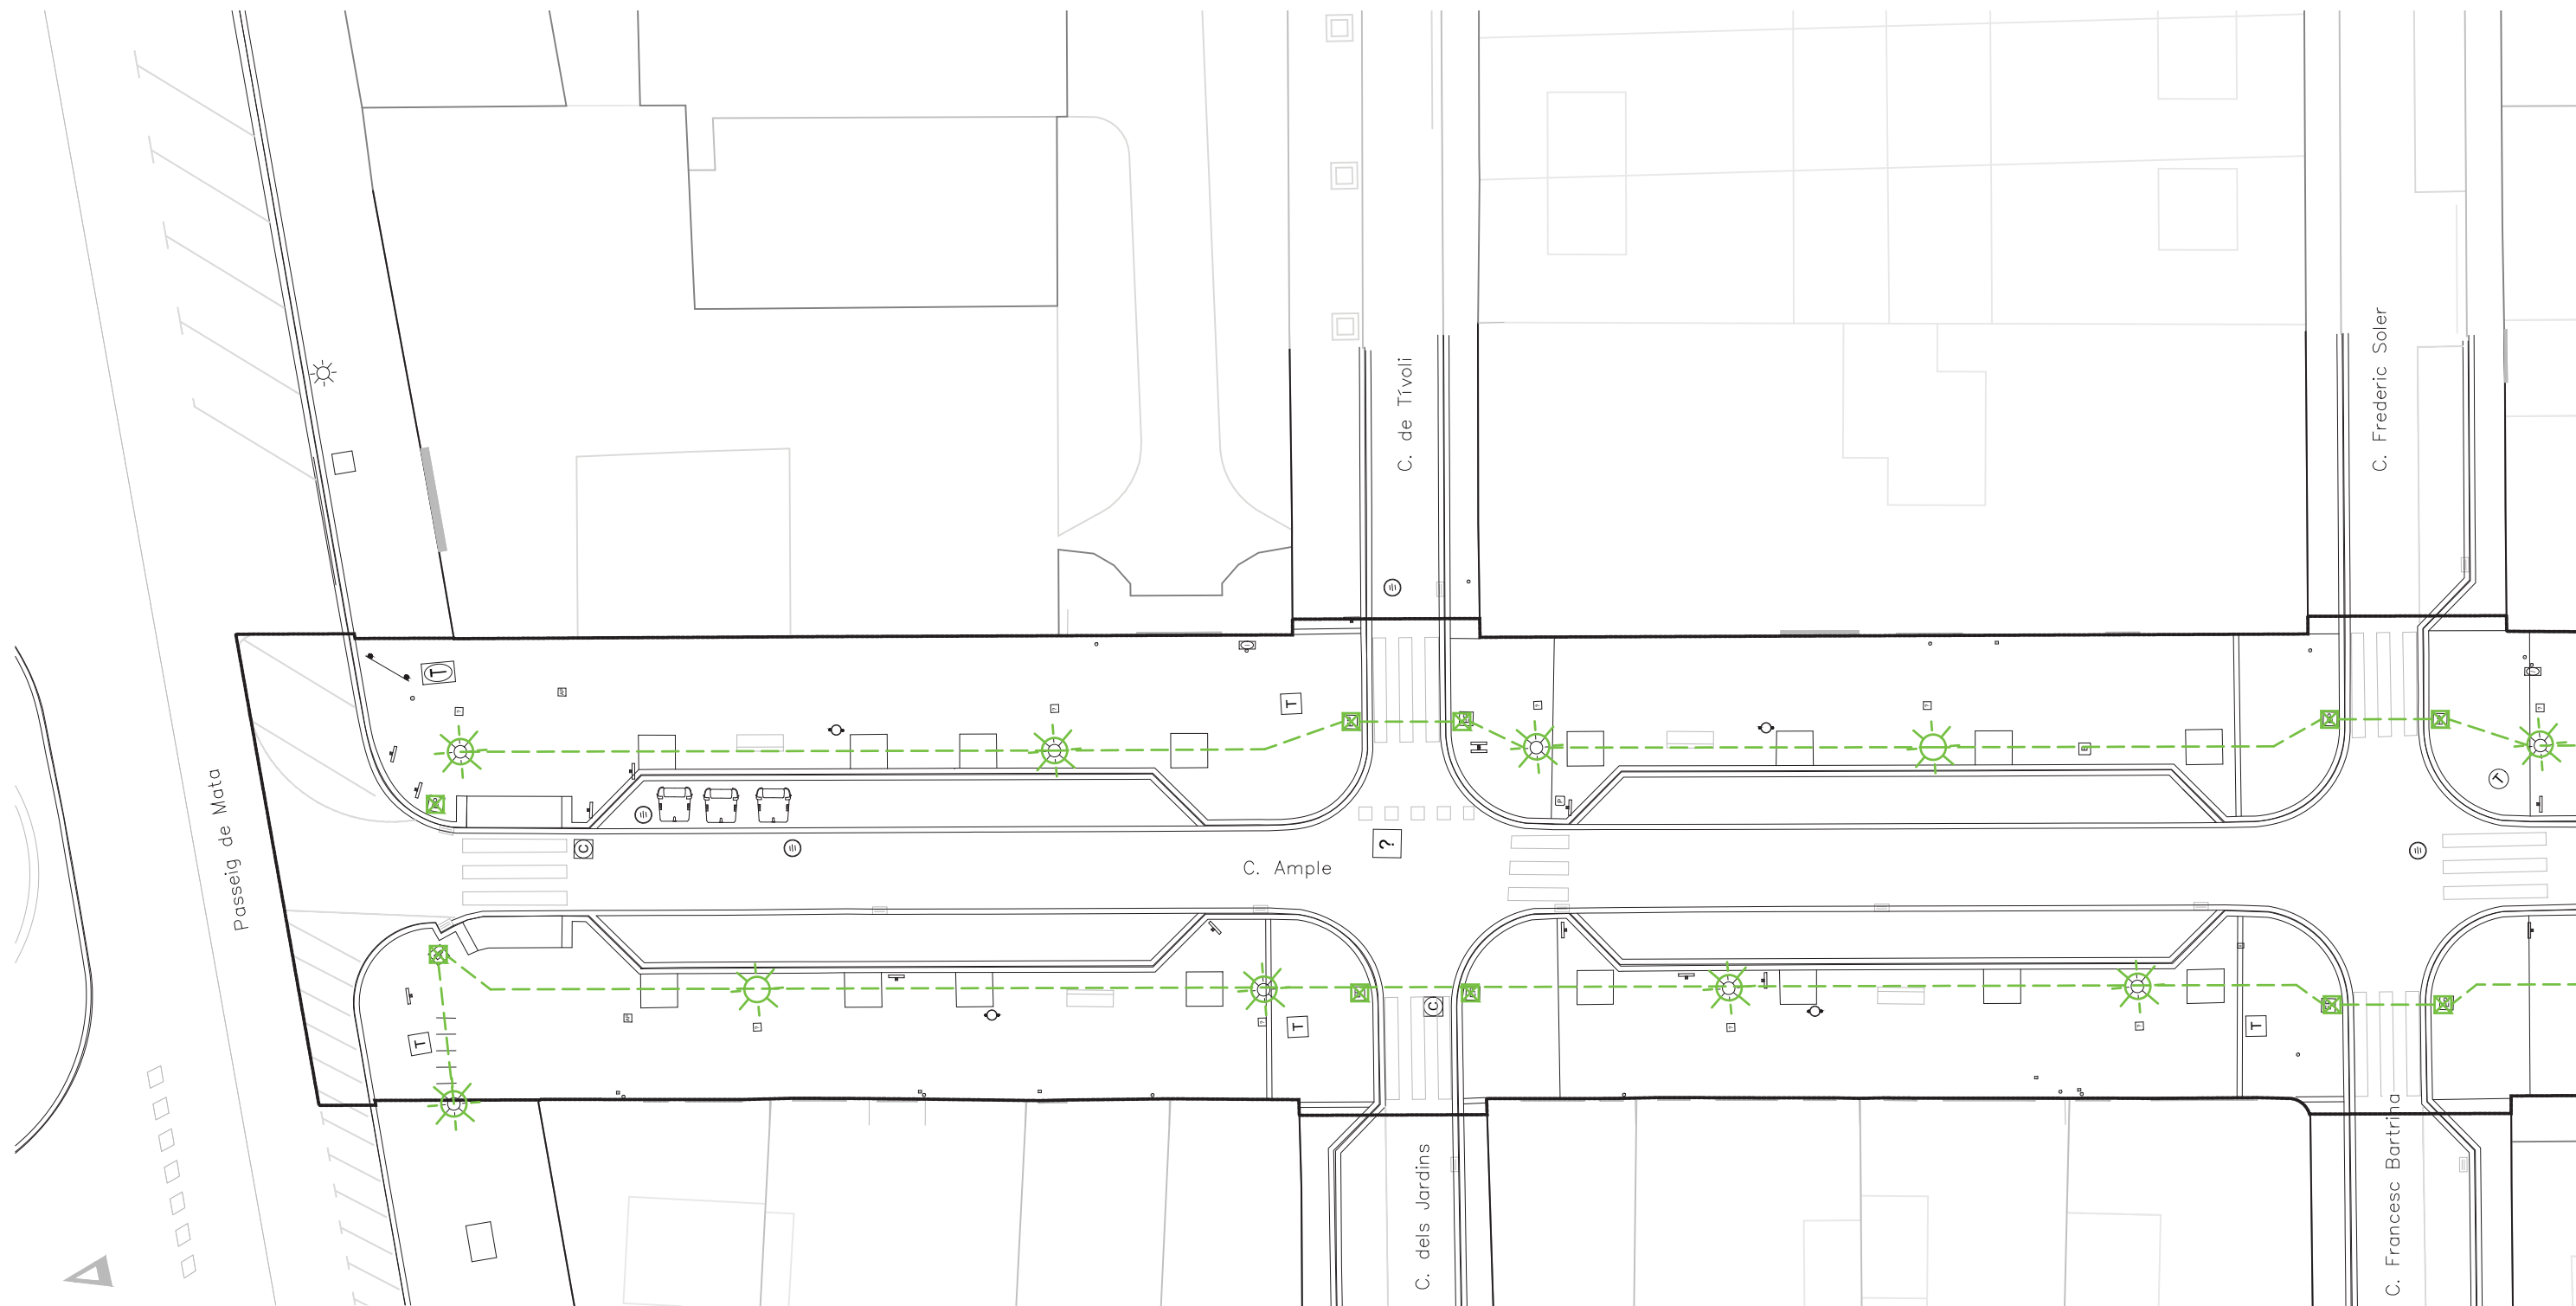 C. de Tívoli
C. Frederic Soler
T
T
T
Passeig de Mata
E
P
C
?
C. Ample
C
T
T
T
C. dels Jardins
C. Francesc Bartrina